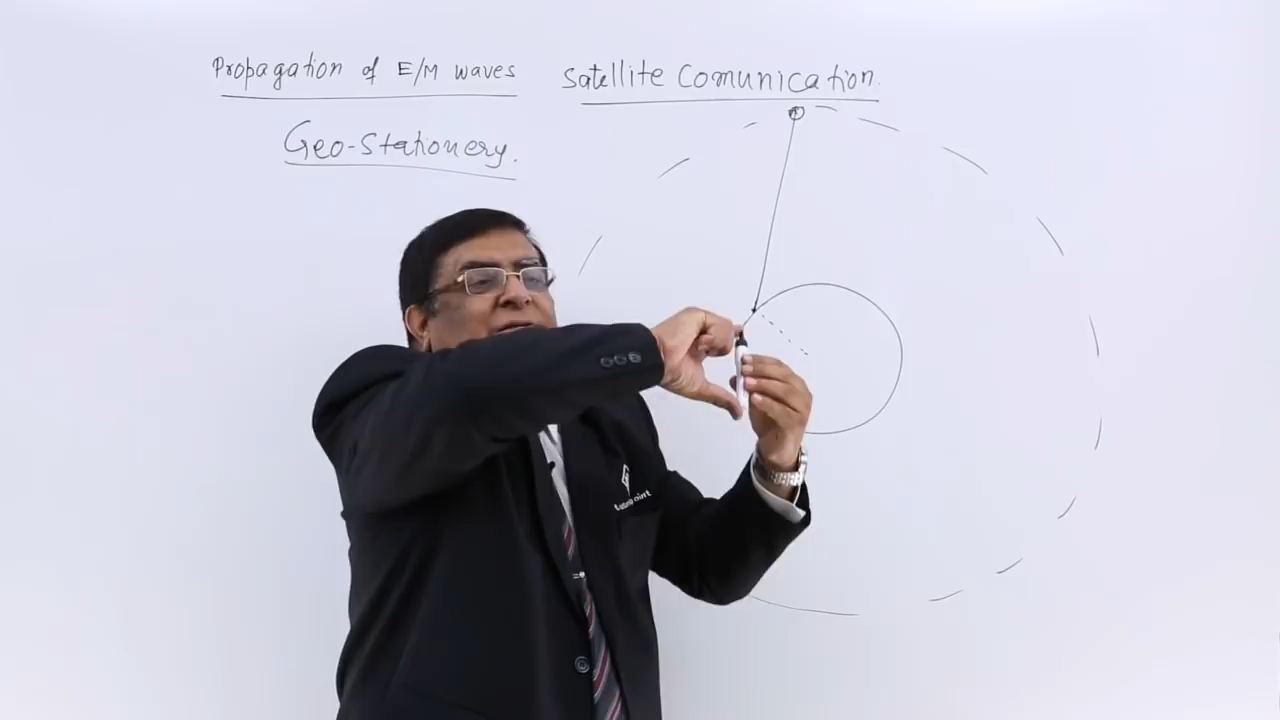 Propagation of E/M waves Satellite Comunication.
Geo-Stationery.